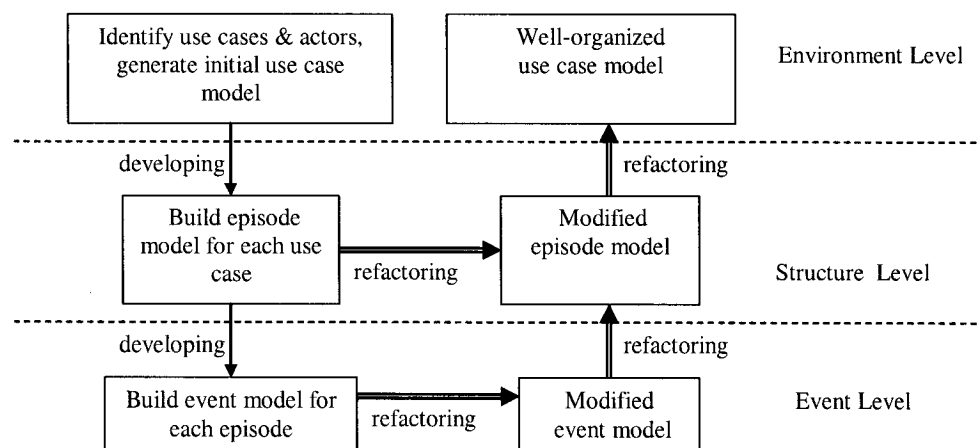 Identify use cases & actors,
generate initial use case
model
Well-organized
use case model
Environment Level
developing
refactoring
Build episode
model for each use
case
refactoring
Modified
episode model
Structure Level
developing
refactoring
Build event model for
each episode
refactoring
Modified
event model
Event Level